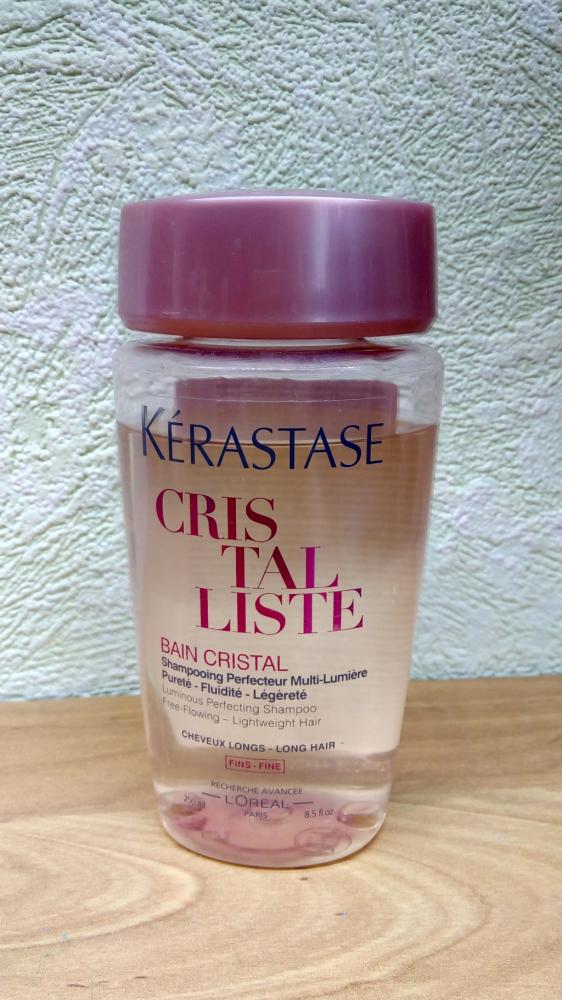 KÉRASTASE
CRIS
TAL
LISTE
BAIN CRISTAL
Shampooing Perfecteur Multi-Lumière
Pureté - Fluidité - Légèreté
Luminous Perfecting Shampoo
Free-Flowing – Lightweight Hair
CHEVEUX LONGS - LONG HAIR
FINS - FINE
RECHERCHE AVANCÉE
L'ORÉAL
PARIS
250 ml
8.5 fl oz